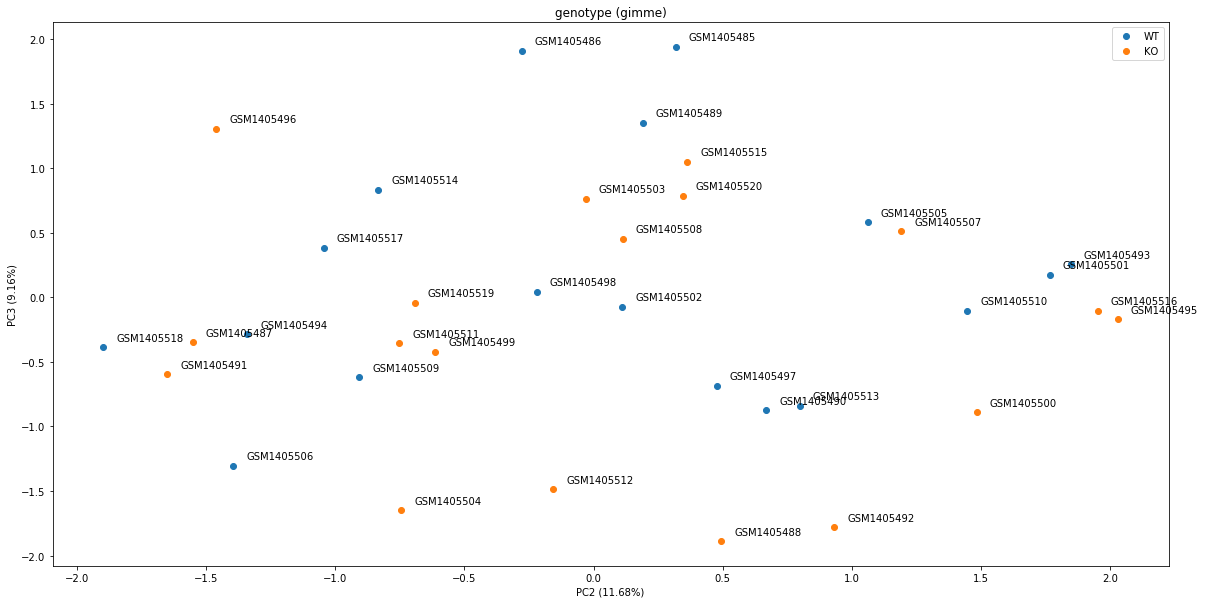 genotype (gimme)
WT
KO
GSM1405486
GSM1405485
GSM1405489
GSM1405496
GSM1405515
GSM1405514
GSM1405520
GSM1405503
GSM1405505
GSM1405507
GSM1405508
GSM1405517
GSM1405493
GSM1405501
GSM1405498
GSM1405519
GSM1405502
GSM1405510
GSM1405516
GSM1405495
GSM1405494
GSM1405487
GSM1405518
GSM1405511
GSM1405499
GSM1405491
GSM1405509
GSM1405497
GSM1405513
GSM1405490
GSM1405500
GSM1405506
GSM1405512
GSM1405504
GSM1405492
GSM1405488
2.0
1.5
1.0
0.5
0.0
−0.5
−1.0
−1.5
−2.0
PC3 (9.16%)
−2.0
−1.5
−1.0
−0.5
0.0
0.5
1.0
1.5
2.0
PC2 (11.68%)